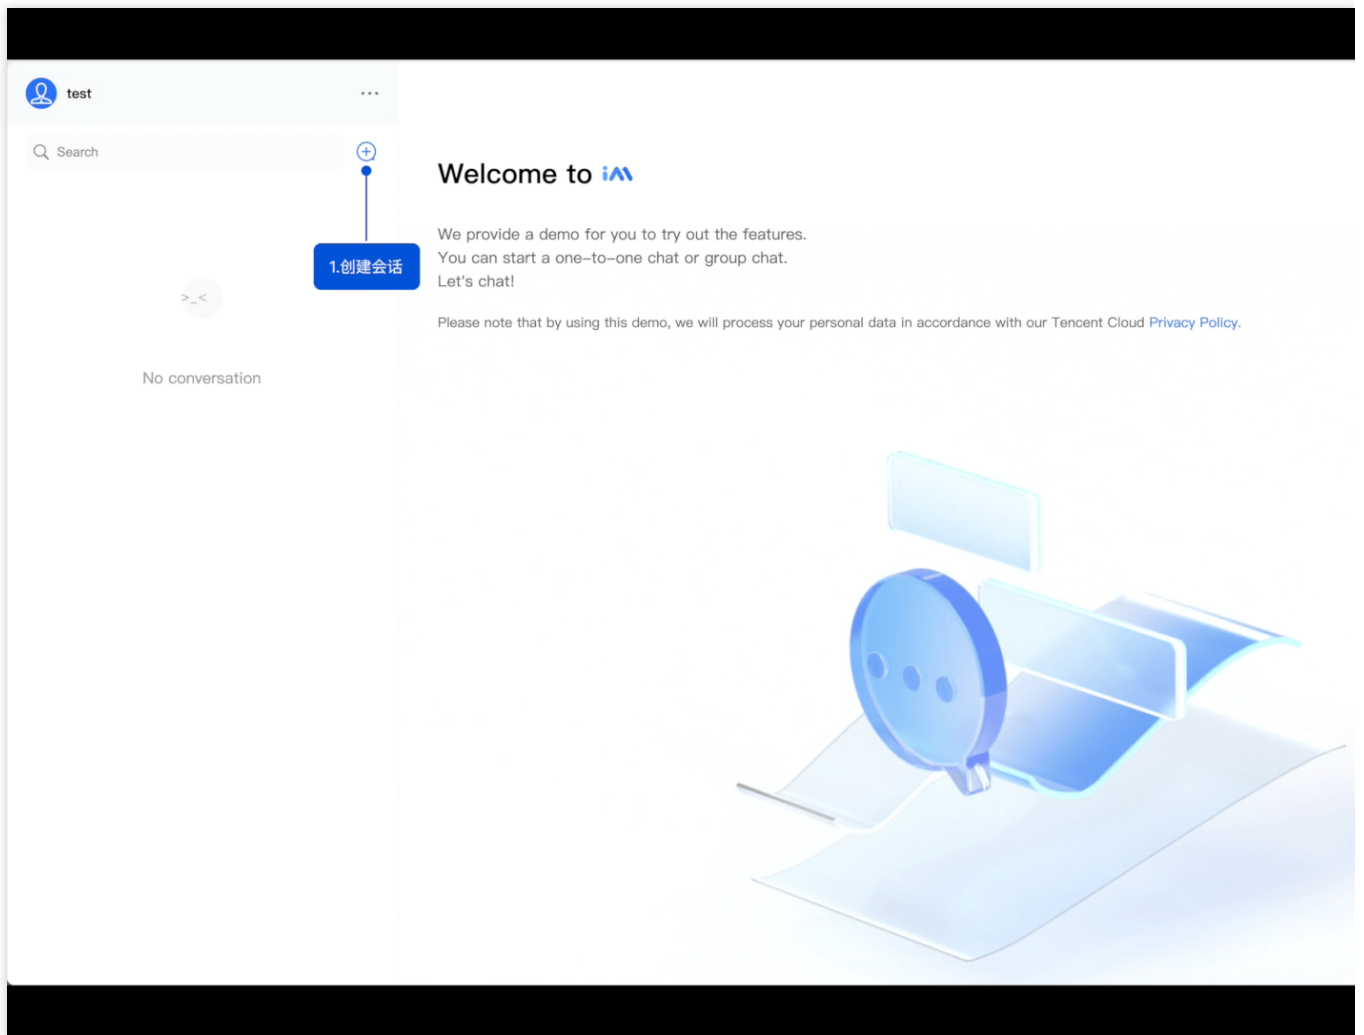 test
Search
1.创建会话
>_<
No conversation
Welcome to iM
We provide a demo for you to try out the features.
You can start a one-to-one chat or group chat.
Let's chat!
Please note that by using this demo, we will process your personal data in accordance with our Tencent Cloud Privacy Policy.